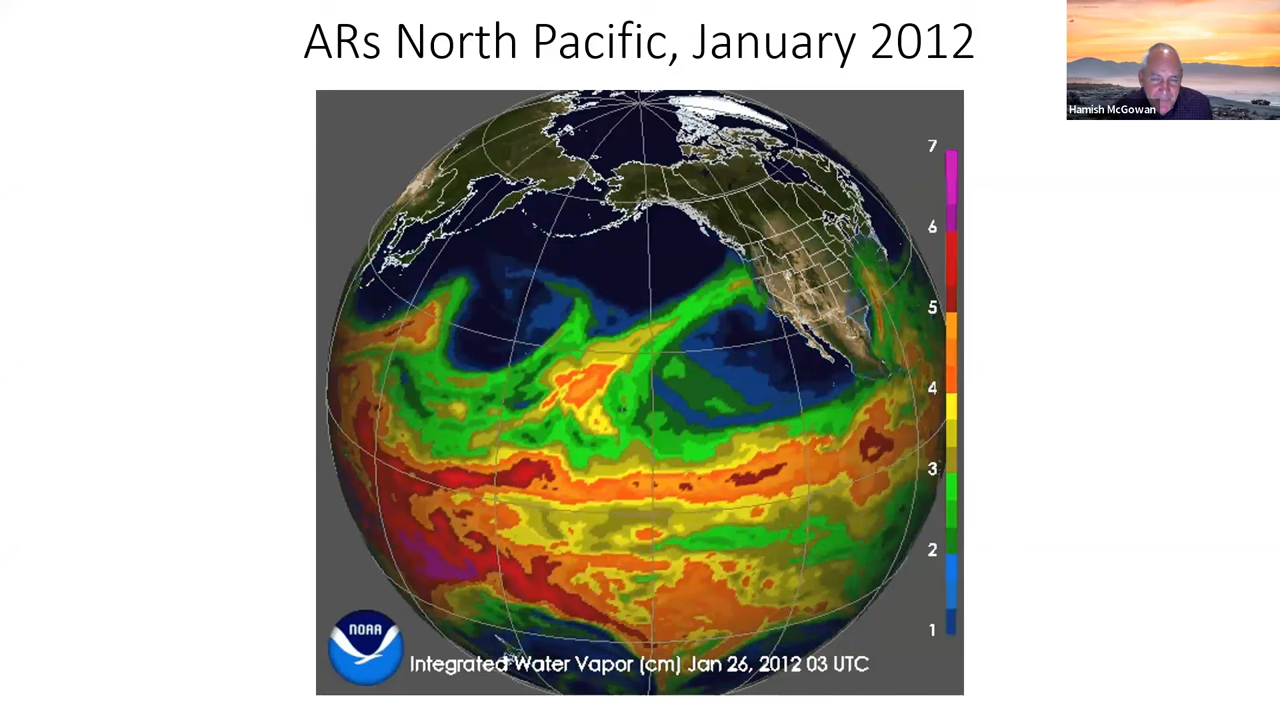 ARs North Pacific, January 2012
Hamish McGowan
7
6
5
4
3
2
1
NOAA
Integrated Water Vapor (cm) Jan 26, 2012 03 UTC